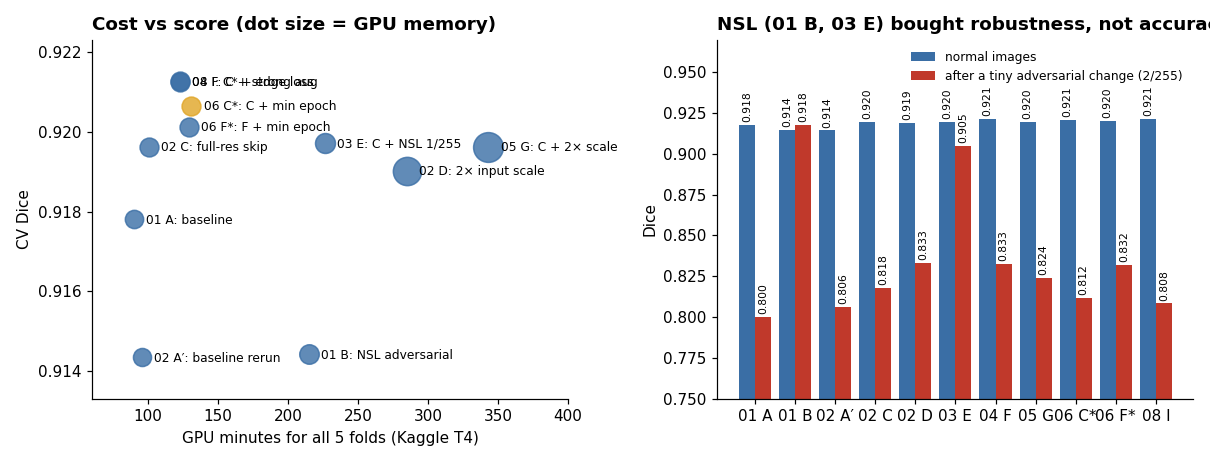 Cost vs score (dot size = GPU memory)
0.922
0.920
0.918
0.916
0.914
CV Dice
06 C*: C + min epoch
06 F*: F + min epoch
02 C: full-res skip
03 E: C + NSL 1/255
05 G: C + 2× scale
02 D: 2× input scale
01 A: baseline
02 A′: baseline rerun
01 B: NSL adversarial
100 150 200 250 300 350 400
GPU minutes for all 5 folds (Kaggle T4)
NSL (01 B, 03 E) bought robustness, not accurac
normal images
after a tiny adversarial change (2/255)
0.950
0.925
0.900
0.875
0.850
0.825
0.800
0.775
0.750
Dice
0.918 0.800 0.914 0.918 0.914 0.806 0.920 0.818 0.919 0.833 0.920 0.905 0.921 0.833 0.920 0.824 0.921 0.812 0.920 0.832 0.921 0.808
01 A 01 B 02 A′ 02 C 02 D 03 E 04 F 05 G 06 C* 06 F* 08 I